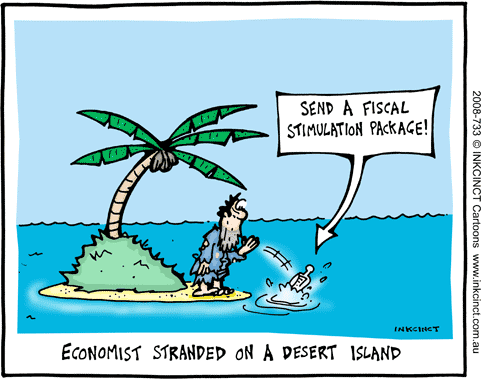 SEND A FISCAL
STIMULATION PACKAGE!
INKCINCT
ECONOMIST STRANDED ON A DESERT ISLAND
2008-733 © INKCINCT Cartoons www.inkcinct.com.au